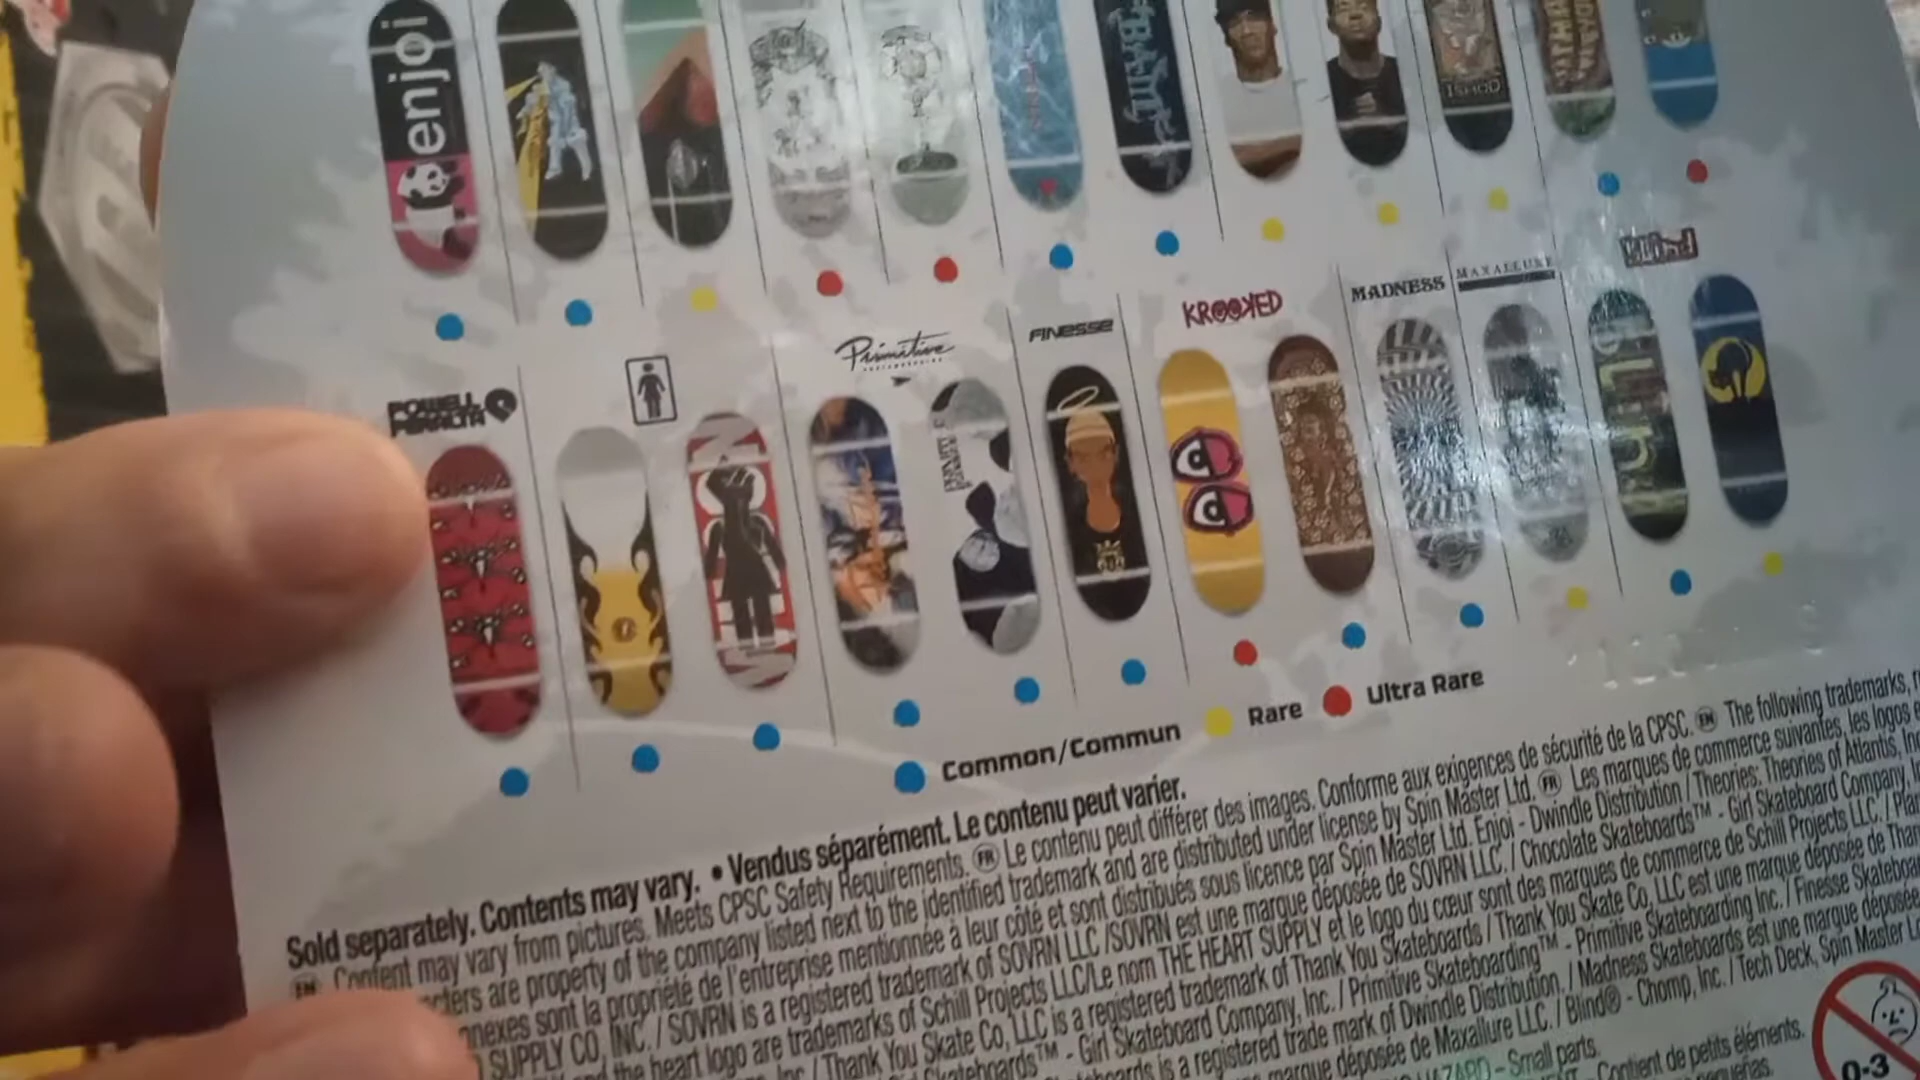 enjoi
ISHOD
POWELL
PERALTA
Primitive
FINESSE
KROOKED
MADNESS
MAXALLURE
blind
Common/Commun
Rare
Ultra Rare
Sold separately. Contents may vary. • Vendus séparément. Le contenu peut varier.
EN Content may vary from pictures. Meets CPSC Safety Requirements. FR Le contenu peut différer des images. Conforme aux exigences de sécurité de la CPSC. EN The following trademarks,
are property of the company listed next to the identified trademark and are distributed under license by Spin Master Ltd. FR Les marques de commerce suivantes, les logos
sont la propriété de l'entreprise mentionnée à leur côté et sont distribués sous licence par Spin Master Ltd. Enjoi - Dwindle Distribution / Theories: Theories of Atlantis, Inc
SUPPLY CO, INC. / SOVRN is a registered trademark of SOVRN LLC /SOVRN est une marque déposée de SOVRN LLC. / Chocolate Skateboards™ - Girl Skateboard Company,
the heart logo are trademarks of Schill Projects LLC/Le nom THE HEART SUPPLY et le logo du cœur sont des marques de commerce de Schill Projects LLC. /
/Thank You Skate Co, LLC is a registered trademark of Thank You Skateboards / Thank You Skate Co, LLC est une marque déposée de
Skateboards™ - Girl Skateboard Company, Inc. / Primitive Skateboarding™ - Primitive Skateboarding Inc. / Finesse
is a registered trade mark of Dwindle Distribution, / Madness Skateboards est une marque déposée
marque déposée de Maxallure LLC. / Blind® - Chomp, Inc. / Tech Deck, Spin Master
- Small parts.
Contient de petits éléments.
0-3